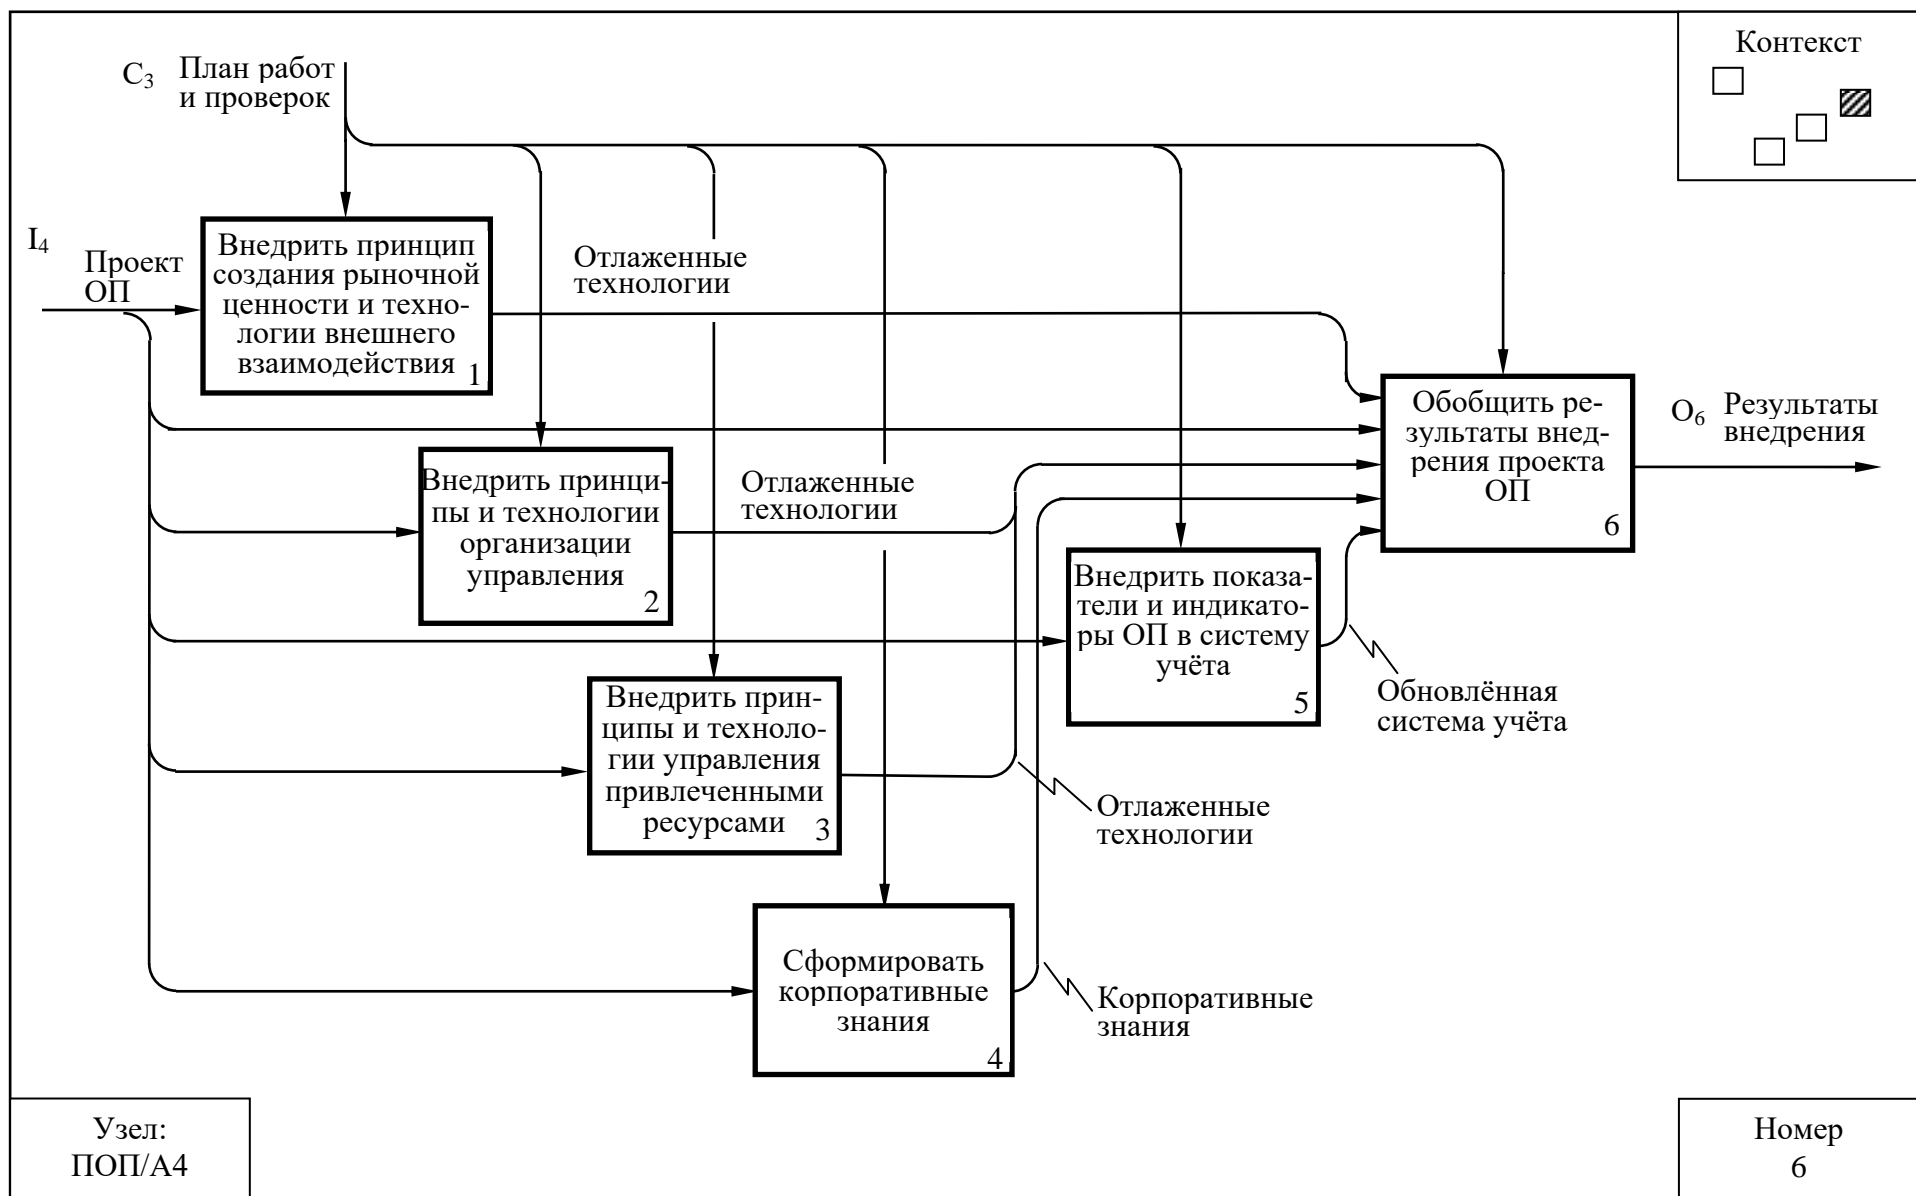 Контекст
C3 План работ
и проверок
I4
Проект
ОП
Внедрить принцип
создания рыночной
ценности и техно-
логии внешнего
взаимодействия
1
Отлаженные
технологии
Внедрить принци-
пы и технологии
организации
управления
2
Отлаженные
технологии
Обобщить ре-
зультаты внед-
рения проекта
ОП
6
O6 Результаты
внедрения
Внедрить показа-
тели и индикато-
ры ОП в систему
учёта
5
Обновлённая
система учёта
Внедрить прин-
ципы и техноло-
гии управления
привлеченными
ресурсами
3
Отлаженные
технологии
Сформировать
корпоративные
знания
4
Корпоративные
знания
Узел:
ПОП/А4
Номер
6